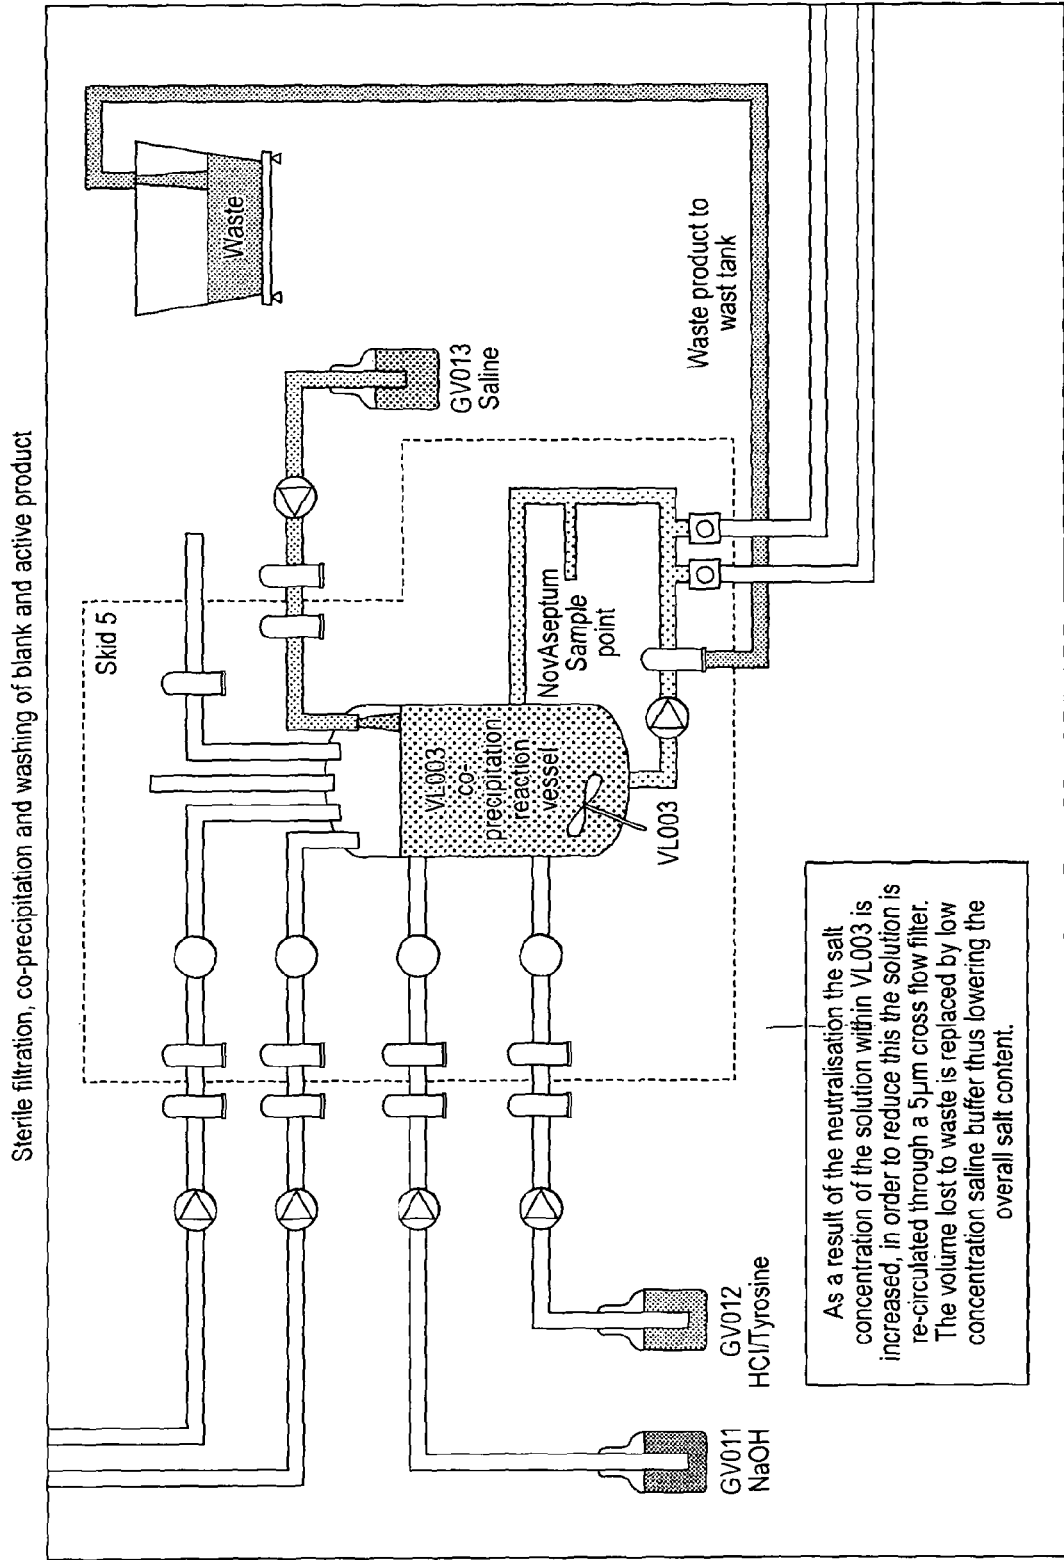 Sterile filtration, co-precipitation and washing of blank and active product
Waste
Skid 5
GV013
Saline
VL003
co-
precipitation
reaction
vessel
NovAseptum
Sample
point
VL003
Waste product to
wast tank
GV011
NaOH
GV012
HCl/Tyrosine
As a result of the neutralisation the salt
concentration of the solution within VL003 is
increased, in order to reduce this the solution is
re-circulated through a 5µm cross flow filter.
The volume lost to waste is replaced by low
concentration saline buffer thus lowering the
overall salt content.